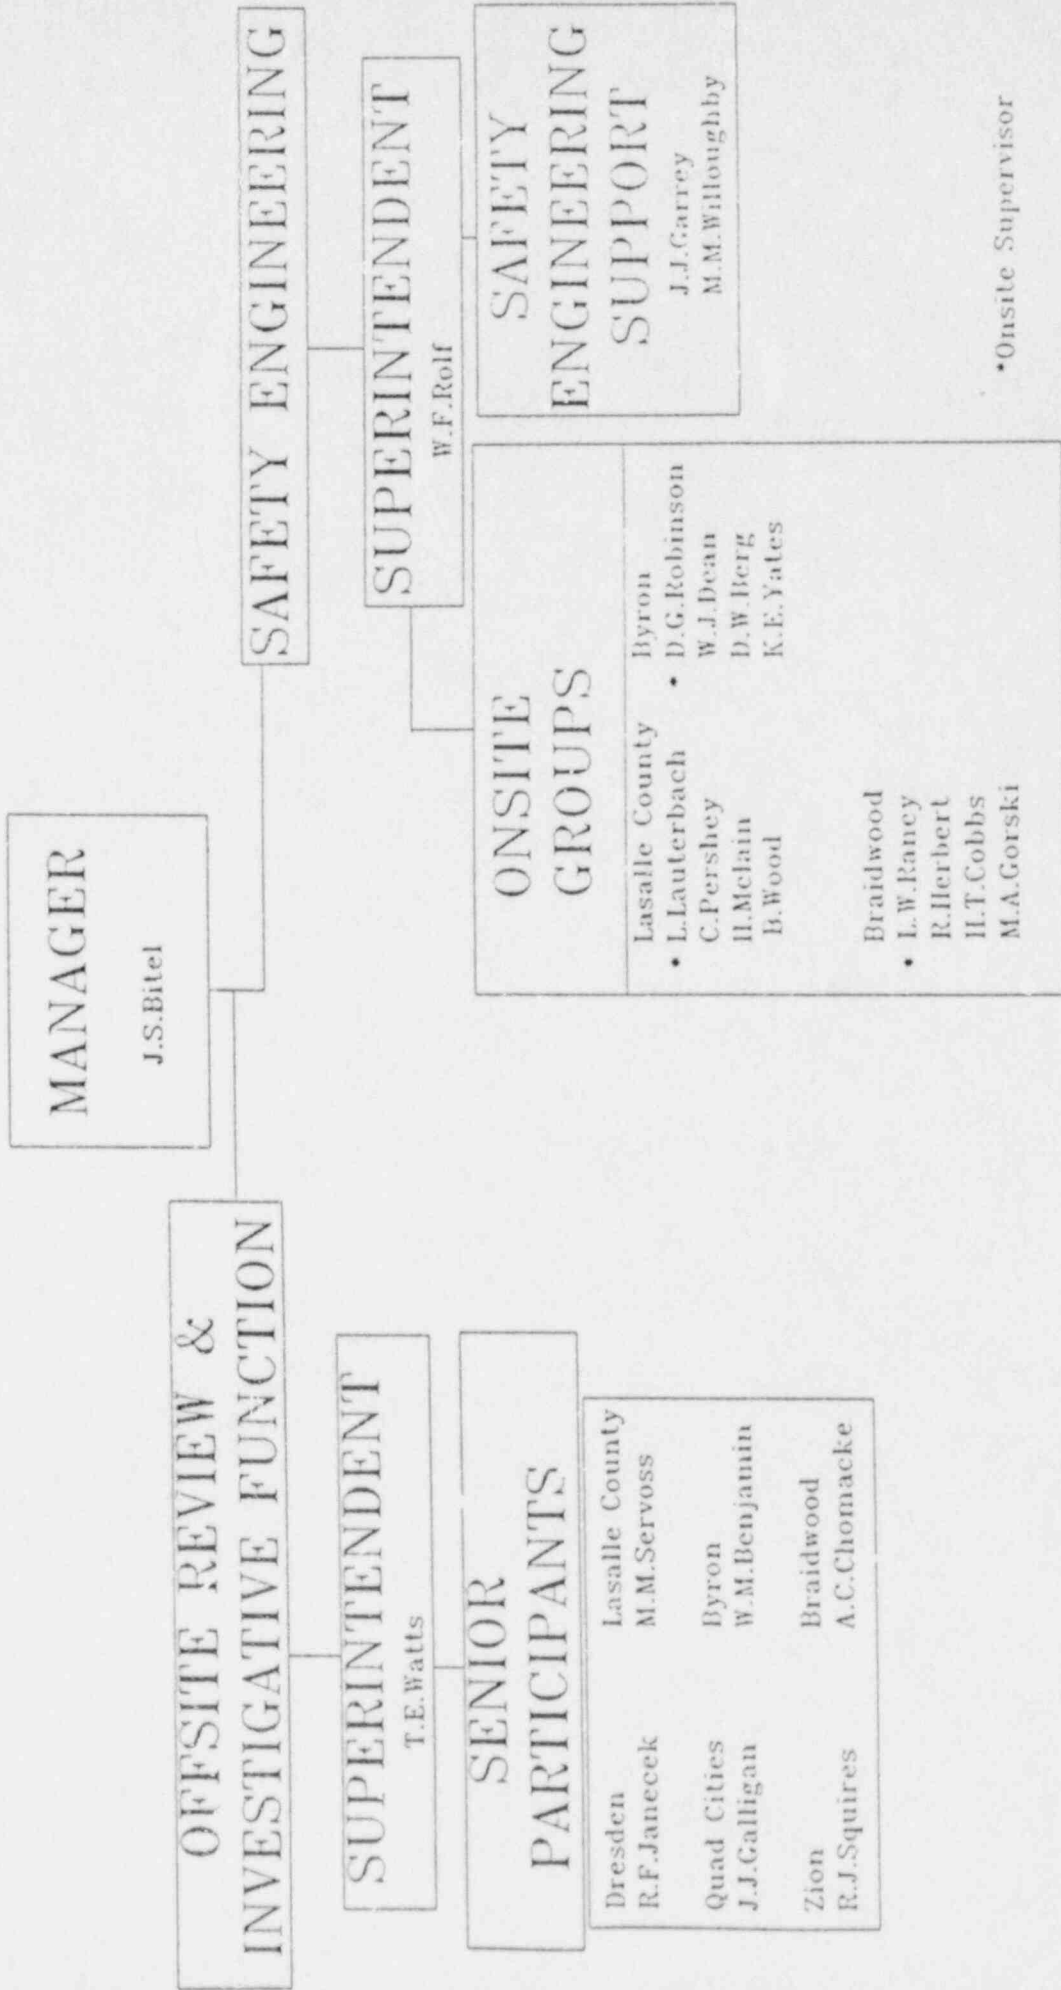 MANAGER
J.S.Bitel
OFFSITE REVIEW &
INVESTIGATIVE FUNCTION
SUPERINTENDENT
T.E.Watts
SENIOR
PARTICIPANTS
Dresden
R.F.Janecek
Lasalle County
M.M.Servoss
Quad Cities
J.J.Galligan
Byron
W.M.Benjamin
Zion
R.J.Squires
Braidwood
A.C.Chomacke
SAFETY ENGINEERING
SUPERINTENDENT
W.F.Rolf
ONSITE
GROUPS
Lasalle County
• L.Lauterbach
C.Pershey
H.Mclain
B.Wood
Byron
• D.G.Robinson
W.J.Dean
D.W.Berg
K.E.Yates
Braidwood
• L.W.Raney
R.Herbert
H.T.Cobbs
M.A.Gorski
SAFETY
ENGINEERING
SUPPORT
J.J.Garrey
M.M.Willoughby
*Onsite Supervisor